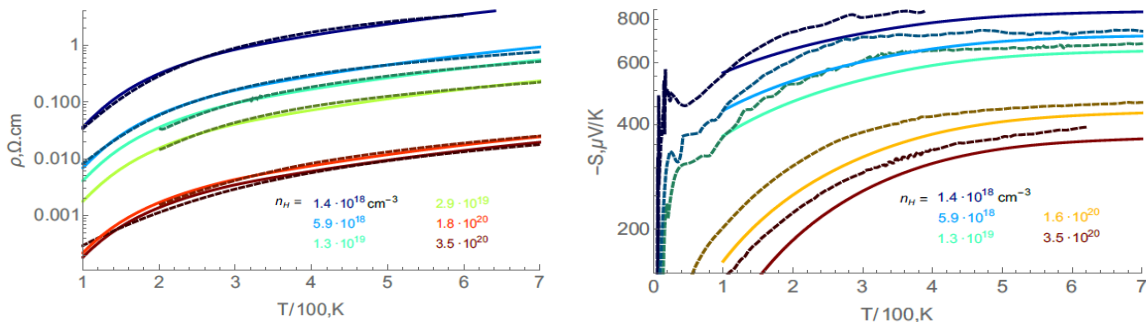 1
0.100
0.010
0.001
ρ,Ω.cm
n_H = 1.4·10^18 cm^-3 2.9·10^19
5.9·10^18 1.8·10^20
1.3·10^19 3.5·10^20
1 2 3 4 5 6 7
T/100,K
800
600
400
200
-S,μV/K
n_H = 1.4·10^18 cm^-3
5.9·10^18 1.6·10^20
1.3·10^19 3.5·10^20
0 1 2 3 4 5 6 7
T/100,K